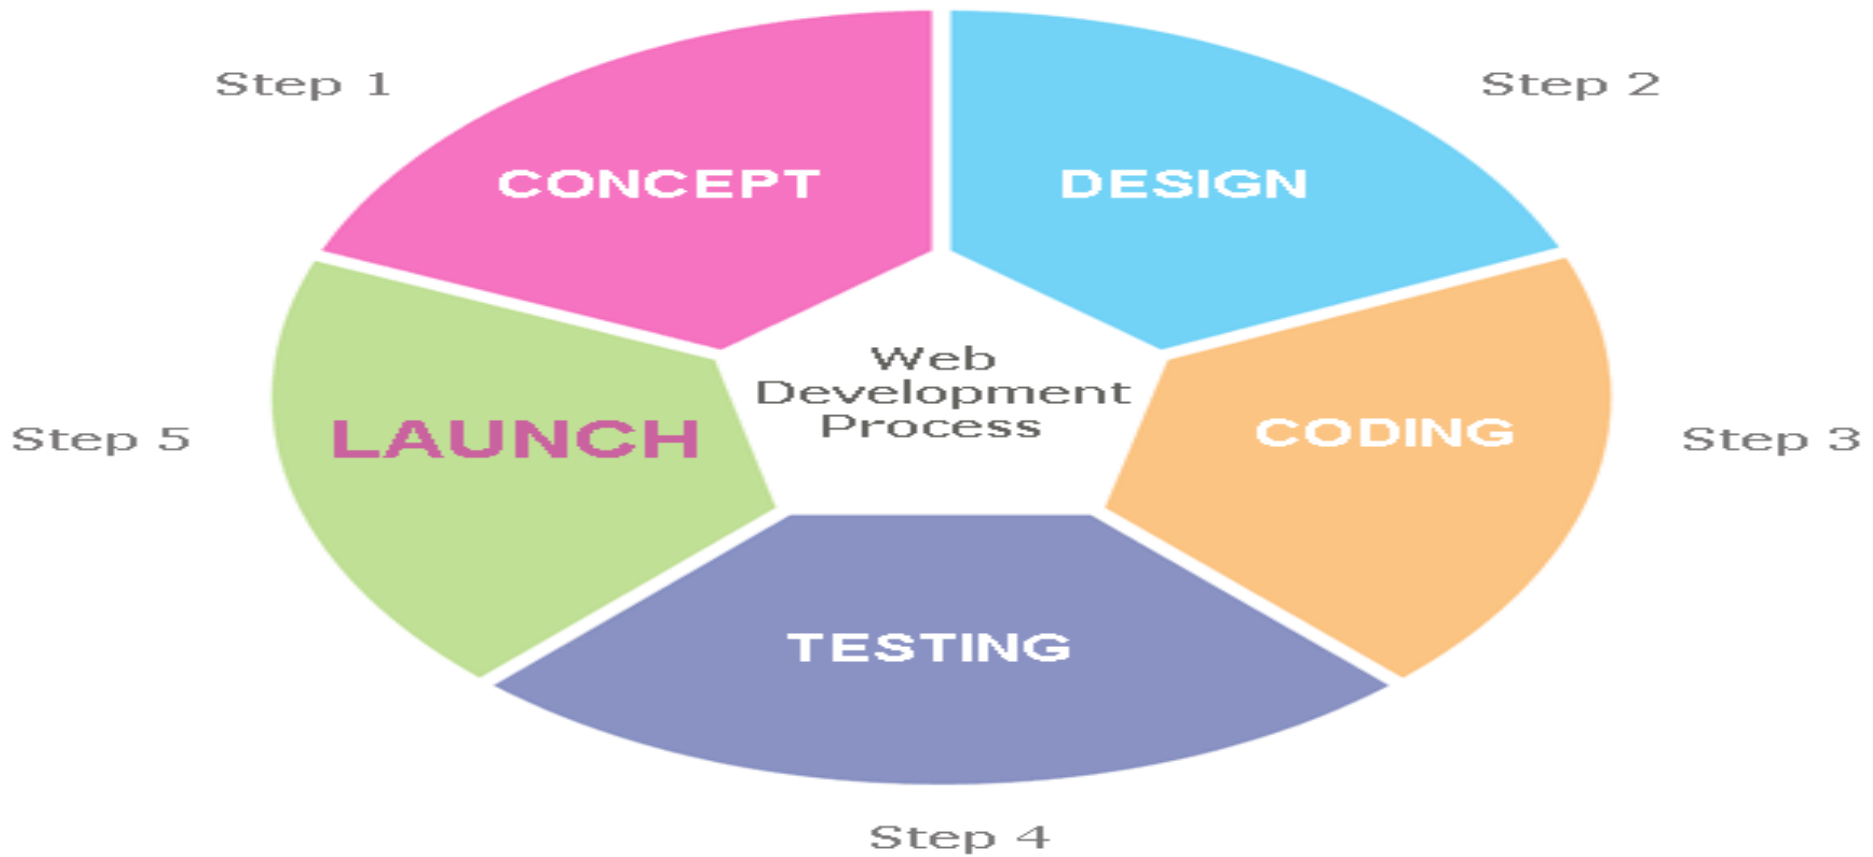 Step 1
CONCEPT
Step 2
DESIGN
Step 3
CODING
Step 4
TESTING
Step 5
LAUNCH
Web
Development
Process